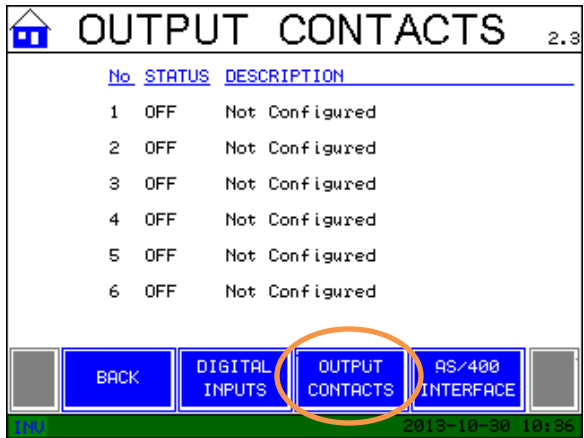 OUTPUT CONTACTS 2.3
No STATUS DESCRIPTION
1 OFF Not Configured
2 OFF Not Configured
3 OFF Not Configured
4 OFF Not Configured
5 OFF Not Configured
6 OFF Not Configured
BACK
DIGITAL
INPUTS
OUTPUT
CONTACTS
AS/400
INTERFACE
INV 2013-10-30 10:36